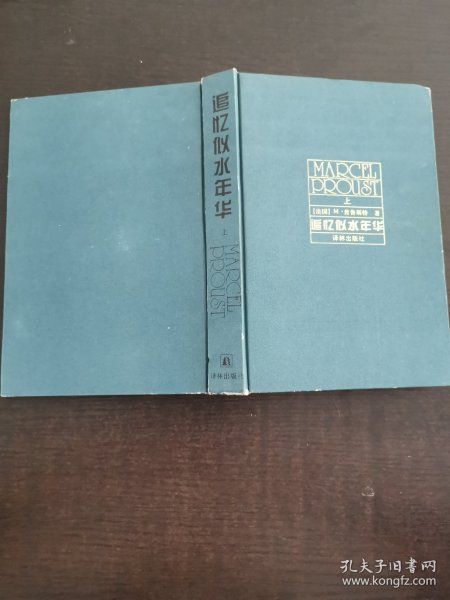 追忆似水年华
上
MARCEL
PROUST
译林出版社
MARCEL
PROUST
上
[法国] M·普鲁斯特 著
追忆似水年华
译林出版社
孔夫子旧书网
www.kongfz.com